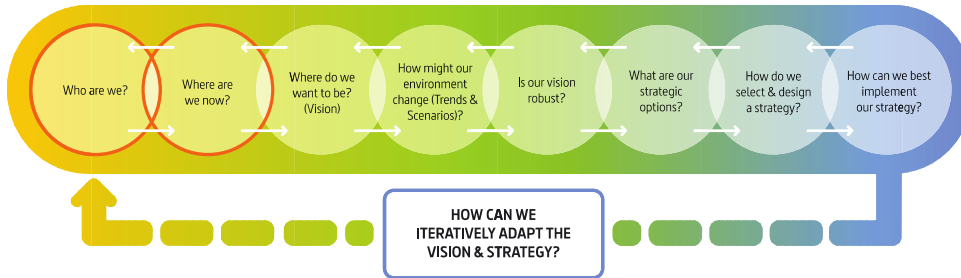 Who are we?
Where are
we now?
Where do we
want to be?
(Vision)
How might our
environment
change (Trends &
Scenarios)?
Is our vision
robust?
What are our
strategic
options?
How do we
select & design
a strategy?
How can we best
implement
our strategy?
HOW CAN WE
ITERATIVELY ADAPT THE
VISION & STRATEGY?